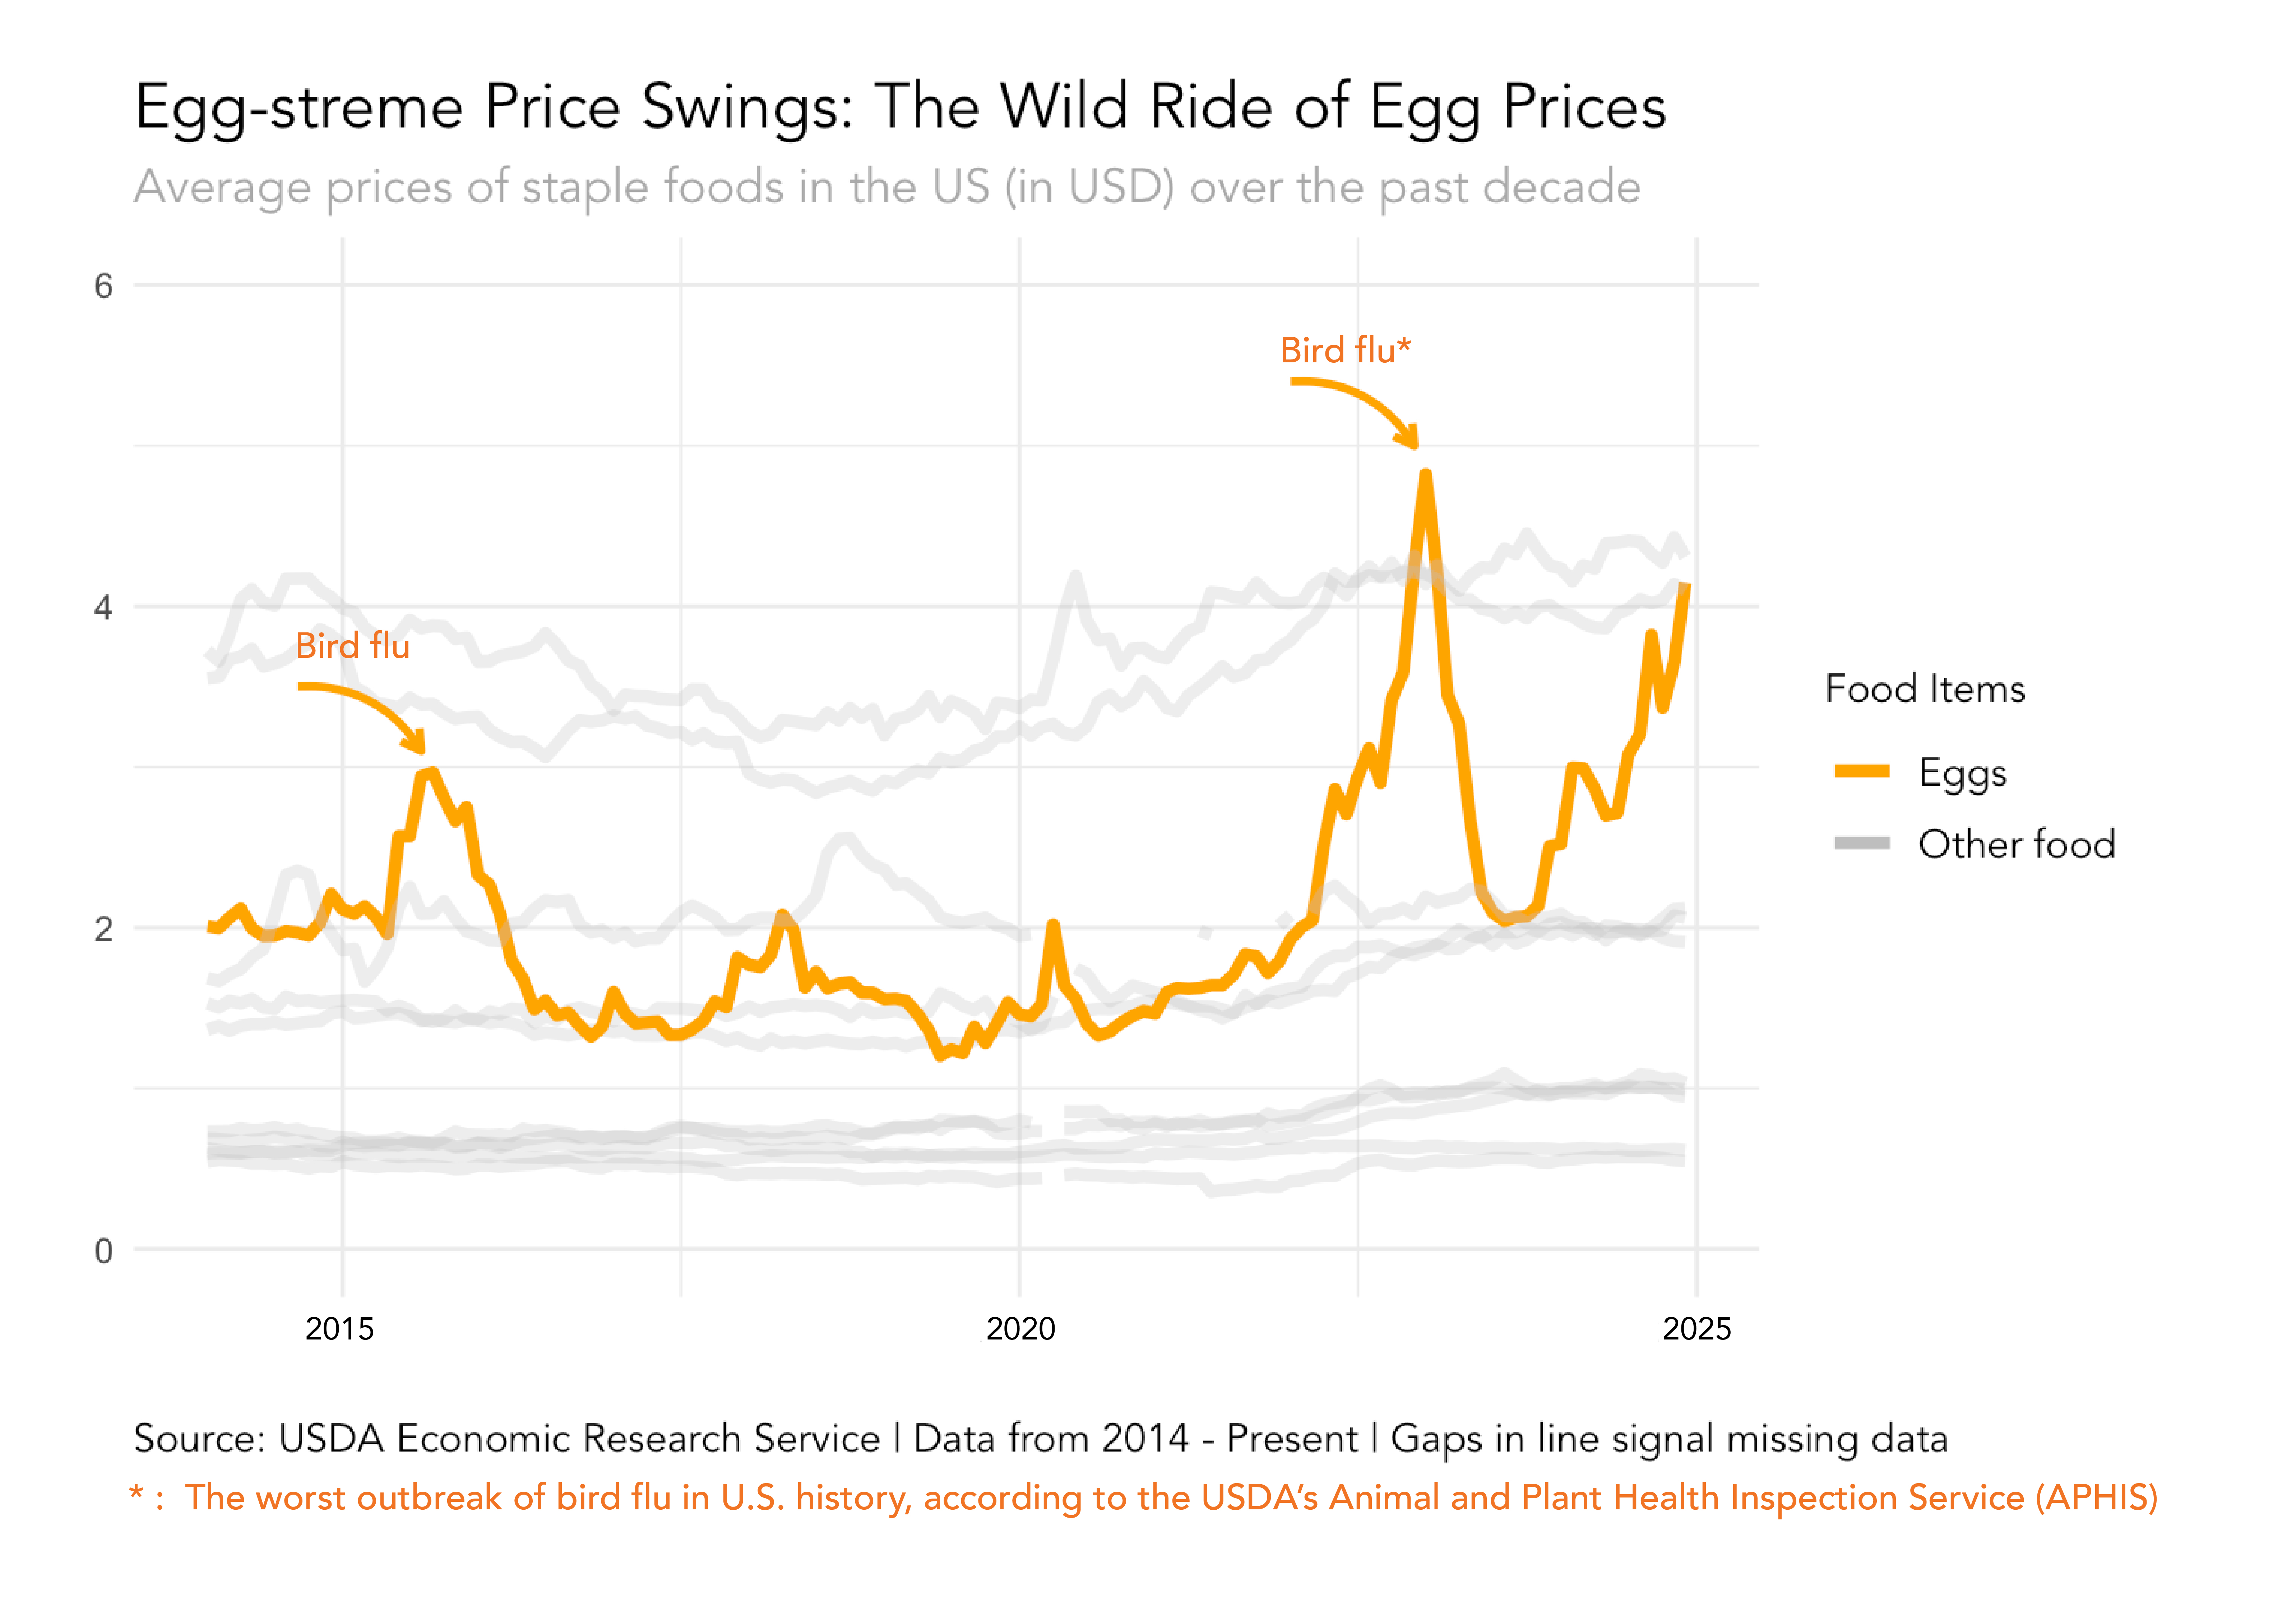 Egg-streme Price Swings: The Wild Ride of Egg Prices
Average prices of staple foods in the US (in USD) over the past decade
6
Bird flu*
4
Bird flu
Food Items
Eggs
Other food
2
0
2015
2020
2025
Source: USDA Economic Research Service | Data from 2014 - Present | Gaps in line signal missing data
* : The worst outbreak of bird flu in U.S. history, according to the USDA’s Animal and Plant Health Inspection Service (APHIS)